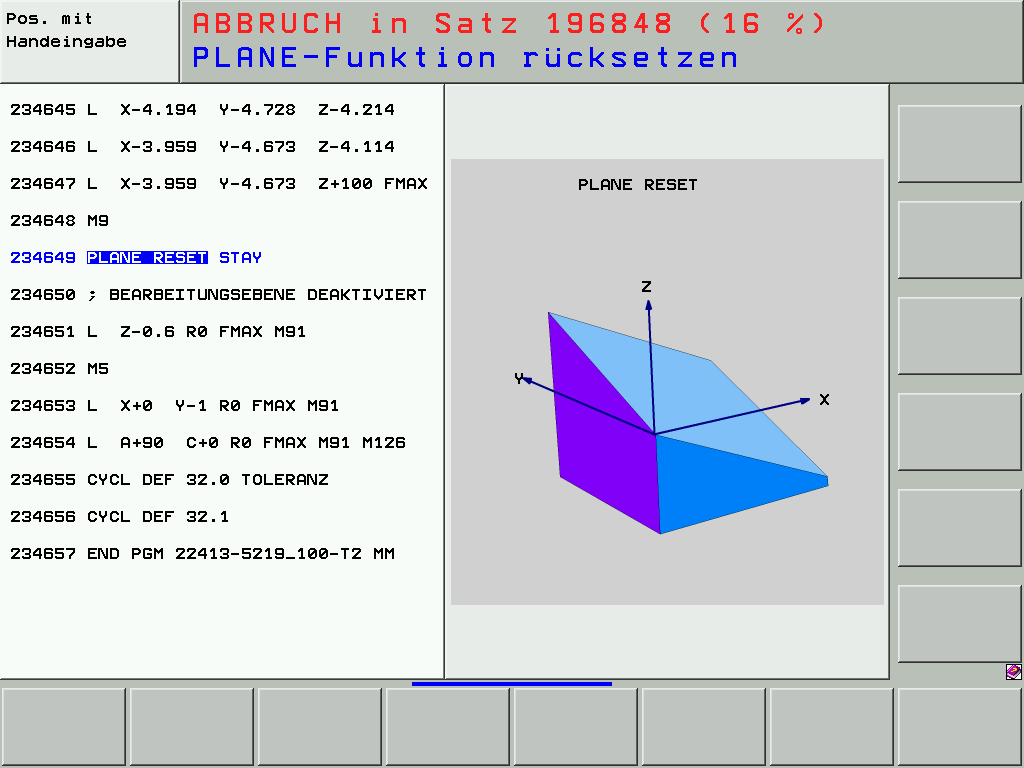 Pos. mit
Handeingabe
ABBRUCH in Satz 196848 (16 %)
PLANE-Funktion rücksetzen
234645 L  X-4.194  Y-4.728  Z-4.214
234646 L  X-3.959  Y-4.673  Z-4.114
234647 L  X-3.959  Y-4.673  Z+100 FMAX
234648 M9
234649 PLANE RESET STAY
234650 ; BEARBEITUNGSEBENE DEAKTIVIERT
234651 L  Z-0.6 R0 FMAX M91
234652 M5
234653 L  X+0  Y-1 R0 FMAX M91
234654 L  A+90  C+0 R0 FMAX M91 M126
234655 CYCL DEF 32.0 TOLERANZ
234656 CYCL DEF 32.1
234657 END PGM 22413-5219_100-T2 MM
PLANE RESET
Z
Y
X